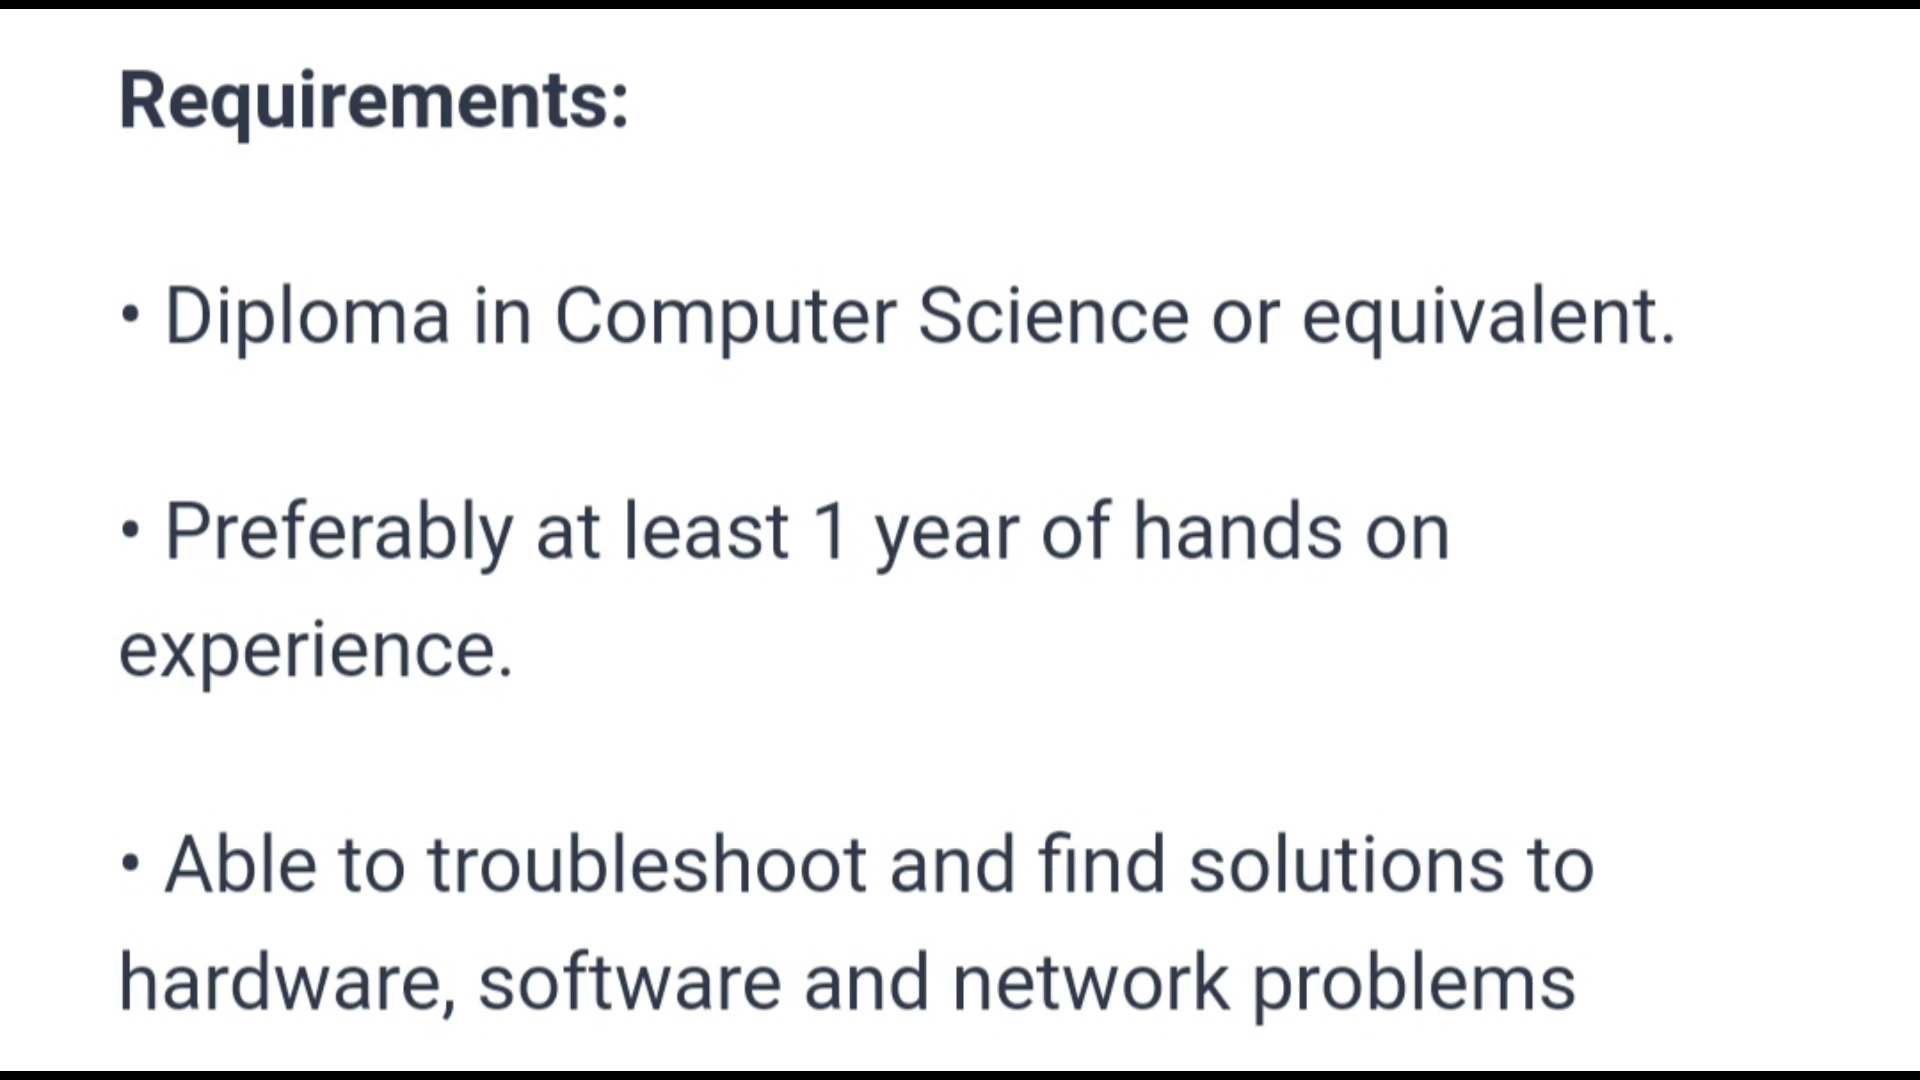 Requirements:
• Diploma in Computer Science or equivalent.
• Preferably at least 1 year of hands on
experience.
• Able to troubleshoot and find solutions to
hardware, software and network problems